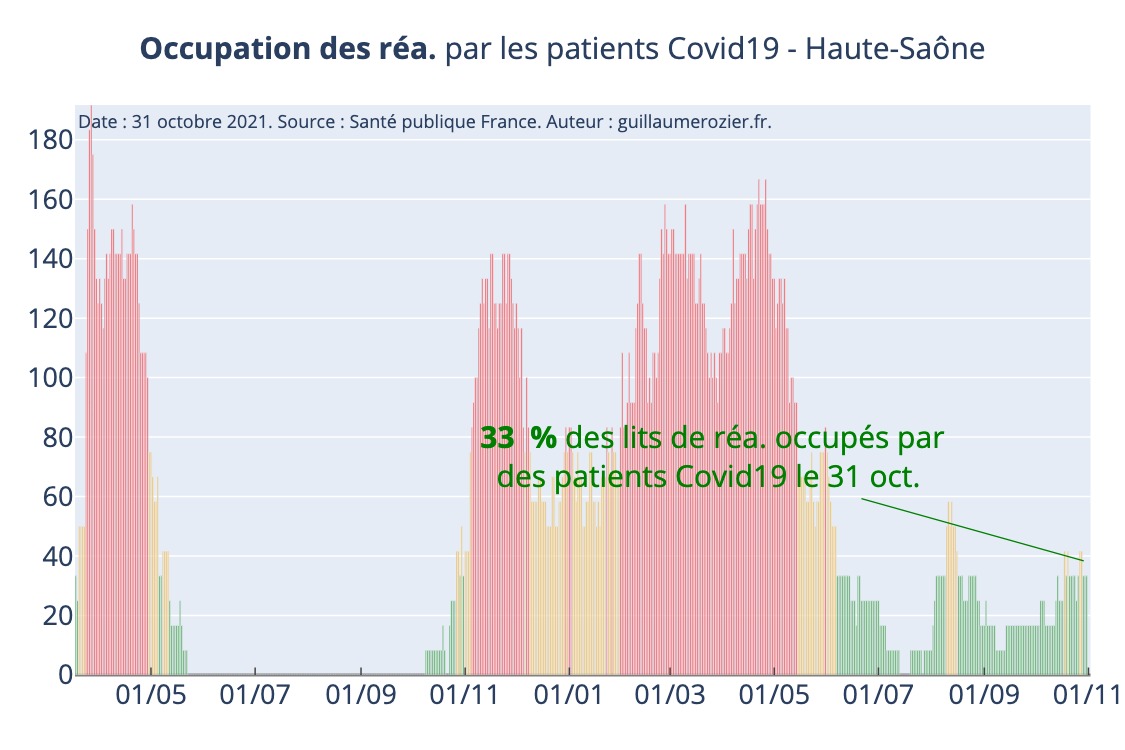 Occupation des réa. par les patients Covid19 - Haute-Saône
Date : 31 octobre 2021. Source : Santé publique France. Auteur : guillaumerozier.fr.
180
160
140
120
100
80
60
40
20
0
33 % des lits de réa. occupés par
des patients Covid19 le 31 oct.
01/05 01/07 01/09 01/11 01/01 01/03 01/05 01/07 01/09 01/11